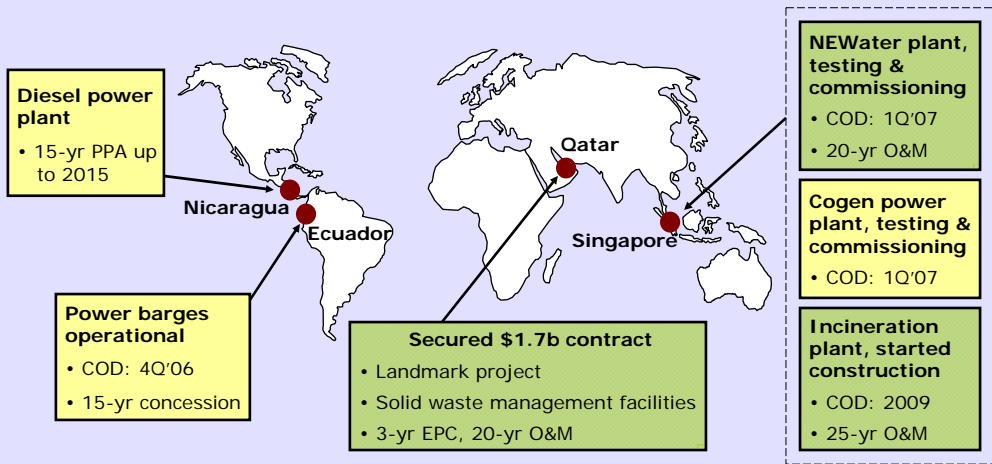 Diesel power
plant
• 15-yr PPA up
to 2015
Nicaragua
Ecuador
Power barges
operational
• COD: 4Q'06
• 15-yr concession
Qatar
Singapore
Secured $1.7b contract
• Landmark project
• Solid waste management facilities
• 3-yr EPC, 20-yr O&M
NEWater plant,
testing &
commissioning
• COD: 1Q'07
• 20-yr O&M
Cogen power
plant, testing &
commissioning
• COD: 1Q'07
Incineration
plant, started
construction
• COD: 2009
• 25-yr O&M